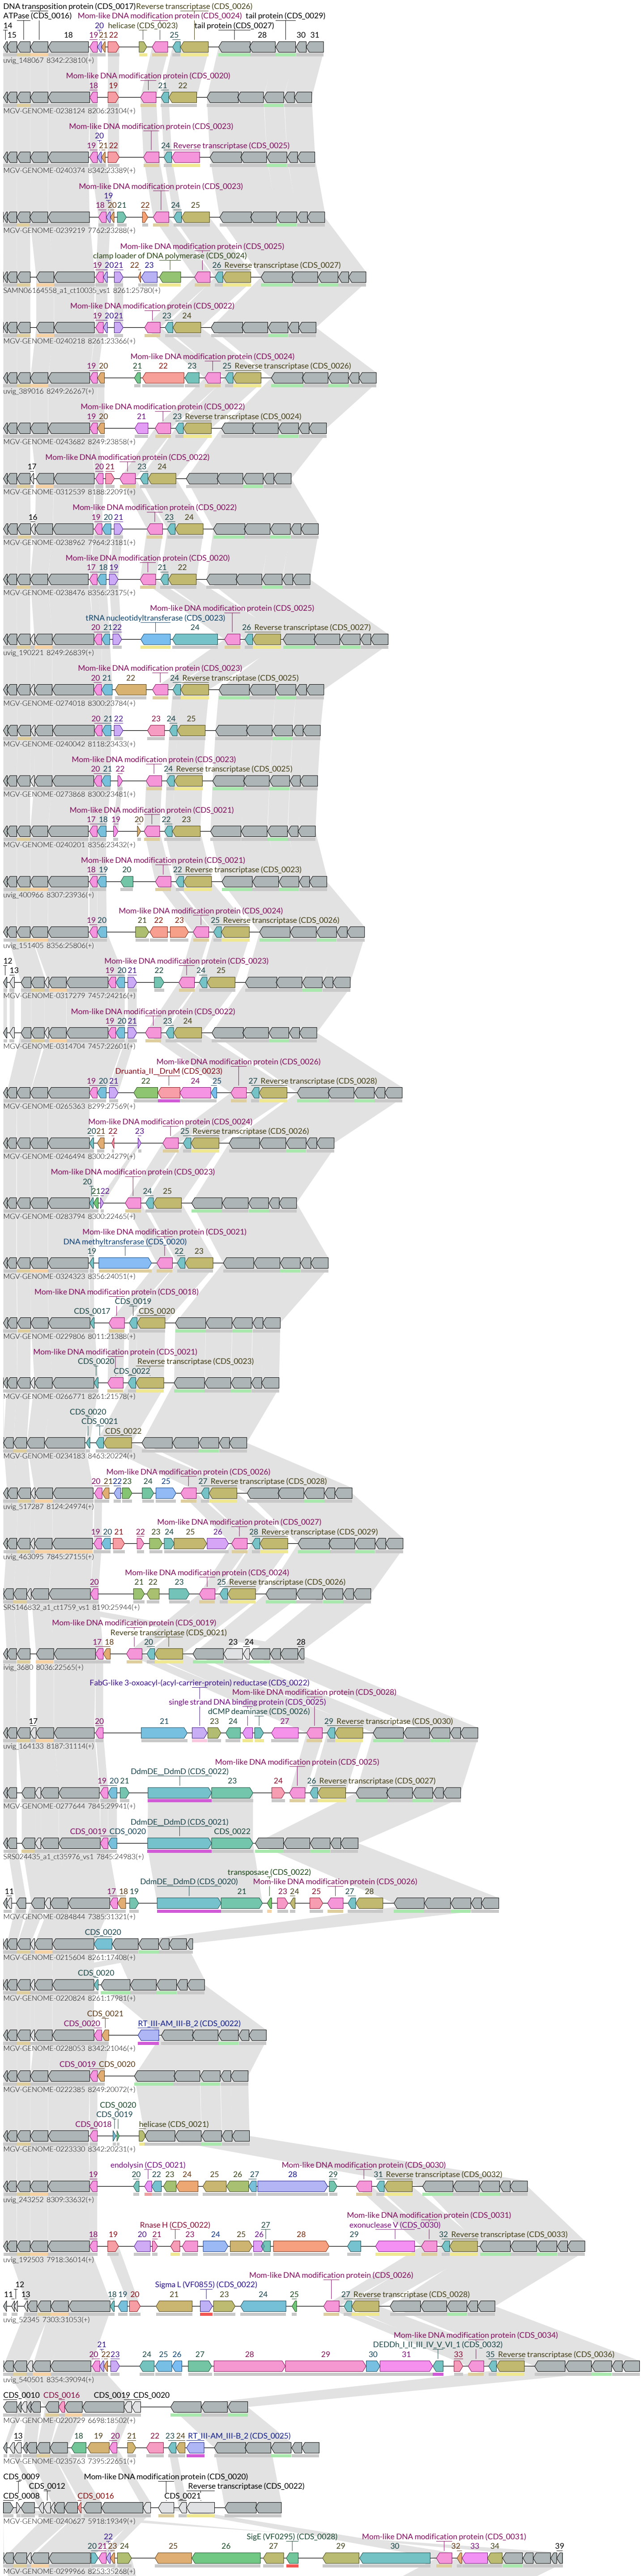 DNA transposition protein (CDS_0017) Reverse transcriptase (CDS_0026)
ATPase (CDS_0016) Mom-like DNA modification protein (CDS_0024) tail protein (CDS_0029)
20 helicase (CDS_0023) tail protein (CDS_0027)
14 15 18 19 21 22 25 28 30 31
uvig_148067 8342:23810(+)
Mom-like DNA modification protein (CDS_0020)
18 19 21 22
MGV-GENOME-0238124 8206:23104(+)
Mom-like DNA modification protein (CDS_0023)
20
19 21 22 24 Reverse transcriptase (CDS_0025)
MGV-GENOME-0240374 8347:23389(+)
Mom-like DNA modification protein (CDS_0023)
19
18 20 21 22 24 25
MGV-GENOME-0239219 7762:23288(+)
Mom-like DNA modification protein (CDS_0025)
clamp loader of DNA polymerase (CDS_0024)
19 20 21 22 23 26 Reverse transcriptase (CDS_0027)
SAMN06164558_a1_ct10035_vs1 8261:25780(+)
Mom-like DNA modification protein (CDS_0022)
19 20 21 23 24
MGV-GENOME-0240218 8261:23366(+)
Mom-like DNA modification protein (CDS_0024)
19 20 21 22 23 25 Reverse transcriptase (CDS_0026)
uvig_389016 8249:26267(+)
Mom-like DNA modification protein (CDS_0022)
19 20 21 23 Reverse transcriptase (CDS_0024)
MGV-GENOME-0243682 8249:23858(+)
Mom-like DNA modification protein (CDS_0022)
17 20 21 23 24
MGV-GENOME-0312539 8188:22091(+)
Mom-like DNA modification protein (CDS_0022)
16 19 20 21 23 24
MGV-GENOME-0238962 7964:23181(+)
Mom-like DNA modification protein (CDS_0020)
17 18 19 21 22
MGV-GENOME-0238476 8356:23175(+)
Mom-like DNA modification protein (CDS_0025)
tRNA nucleotidyltransferase (CDS_0023)
20 21 22 24 26 Reverse transcriptase (CDS_0027)
uvig_190221 8249:26839(+)
Mom-like DNA modification protein (CDS_0023)
20 21 22 24 Reverse transcriptase (CDS_0025)
MGV-GENOME-0274018 8300:23784(+)
20 21 22 23 24 25
MGV-GENOME-0240042 8118:23433(+)
Mom-like DNA modification protein (CDS_0023)
20 21 22 24 Reverse transcriptase (CDS_0025)
MGV-GENOME-0273868 8300:23481(+)
Mom-like DNA modification protein (CDS_0021)
17 18 19 20 22 23
MGV-GENOME-0240201 8356:23432(+)
Mom-like DNA modification protein (CDS_0021)
18 19 20 22 Reverse transcriptase (CDS_0023)
uvig_400966 8307:23936(+)
Mom-like DNA modification protein (CDS_0024)
19 20 21 22 23 25 Reverse transcriptase (CDS_0026)
uvig_151405 8356:25806(+)
12 Mom-like DNA modification protein (CDS_0023)
13 19 20 21 22 24 25
MGV-GENOME-0317279 7457:24216(+)
Mom-like DNA modification protein (CDS_0022)
19 20 21 23 24
MGV-GENOME-0314704 7457:22601(+)
Mom-like DNA modification protein (CDS_0026)
Druantia_II__DruM (CDS_0023)
19 20 21 22 24 25 27 Reverse transcriptase (CDS_0028)
MGV-GENOME-0265363 8299:27569(+)
Mom-like DNA modification protein (CDS_0024)
20 21 22 23 25 Reverse transcriptase (CDS_0026)
MGV-GENOME-0246494 8300:24279(+)
Mom-like DNA modification protein (CDS_0023)
20
21 22 24 25
MGV-GENOME-0283794 8300:22465(+)
Mom-like DNA modification protein (CDS_0021)
DNA methyltransferase (CDS_0020)
19 22 23
MGV-GENOME-0324323 8356:24051(+)
Mom-like DNA modification protein (CDS_0018)
CDS_0019
CDS_0017 CDS_0020
MGV-GENOME-0229806 8011:21388(+)
Mom-like DNA modification protein (CDS_0021)
CDS_0020 Reverse transcriptase (CDS_0023)
CDS_0022
MGV-GENOME-0266771 8261:21578(+)
CDS_0020
CDS_0021
CDS_0022
MGV-GENOME-0234183 8463:20224(+)
Mom-like DNA modification protein (CDS_0026)
20 21 22 23 24 25 27 Reverse transcriptase (CDS_0028)
uvig_517287 8124:24974(+)
Mom-like DNA modification protein (CDS_0027)
19 20 21 22 23 24 25 26 28 Reverse transcriptase (CDS_0029)
uvig_463095 7845:27155(+)
Mom-like DNA modification protein (CDS_0024)
20 21 22 23 25 Reverse transcriptase (CDS_0026)
SRS146832_a1_ct1759_vs1 8190:25944(+)
Mom-like DNA modification protein (CDS_0019)
Reverse transcriptase (CDS_0021)
17 18 20 23 24 28
ivig_3680 8036:22565(+)
FabG-like 3-oxoacyl-(acyl-carrier-protein) reductase (CDS_0022)
Mom-like DNA modification protein (CDS_0028)
single strand DNA binding protein (CDS_0025)
dCMP deaminase (CDS_0026)
17 20 21 23 24 27 29 Reverse transcriptase (CDS_0030)
uvig_164133 8187:31114(+)
Mom-like DNA modification protein (CDS_0025)
DdmDE__DdmD (CDS_0022)
19 20 21 23 24 26 Reverse transcriptase (CDS_0027)
MGV-GENOME-0277644 7845:29941(+)
DdmDE__DdmD (CDS_0021)
CDS_0019 CDS_0020 CDS_0022
SRS024435_a1_ct35976_vs1 7845:24983(+)
transposase (CDS_0022)
DdmDE__DdmD (CDS_0020) Mom-like DNA modification protein (CDS_0026)
11 17 18 19 21 23 24 25 27 28
MGV-GENOME-0284844 7385:31321(+)
CDS_0020
MGV-GENOME-0215604 8261:17408(+)
CDS_0020
MGV-GENOME-0220824 8261:17981(+)
CDS_0021
CDS_0020 RT_III-AM_III-B_2 (CDS_0022)
MGV-GENOME-0228053 8342:21046(+)
CDS_0019 CDS_0020
MGV-GENOME-0222385 8249:20072(+)
CDS_0020
CDS_0019
CDS_0018 helicase (CDS_0021)
MGV-GENOME-0223330 8342:20231(+)
endolysin (CDS_0021) Mom-like DNA modification protein (CDS_0030)
19 20 22 23 24 25 26 27 28 29 31 Reverse transcriptase (CDS_0032)
uvig_243252 8309:33632(+)
Mom-like DNA modification protein (CDS_0031)
Rnase H (CDS_0022) 27 exonuclease V (CDS_0030)
18 19 20 21 23 24 25 26 28 29 32 Reverse transcriptase (CDS_0033)
uvig_192503 7918:36014(+)
Mom-like DNA modification protein (CDS_0026)
12 Sigma L (VF0855) (CDS_0022)
11 13 18 19 20 21 23 24 25 27 Reverse transcriptase (CDS_0028)
uvig_52345 7303:31053(+)
Mom-like DNA modification protein (CDS_0034)
21 DEDDh_I_II_III_IV_V_VI_1 (CDS_0032)
20 22 23 24 25 26 27 28 29 30 31 33 35 Reverse transcriptase (CDS_0036)
uvig_540501 8354:39094(+)
CDS_0010 CDS_0016 CDS_0019 CDS_0020
MGV-GENOME-0220729 6698:18502(+)
13 18 19 20 21 22 23 24 RT_III-AM_III-B_2 (CDS_0025)
MGV-GENOME-0235763 7395:22651(+)
CDS_0009 Mom-like DNA modification protein (CDS_0020)
CDS_0012 Reverse transcriptase (CDS_0022)
CDS_0008 CDS_0016 CDS_0021
MGV-GENOME-0240627 5918:19349(+)
22 SigE (VF0295) (CDS_0028) Mom-like DNA modification protein (CDS_0031)
20 21 23 24 25 26 27 29 30 32 33 34 39
MGV-GENOME-0299966 8253:35268(+)